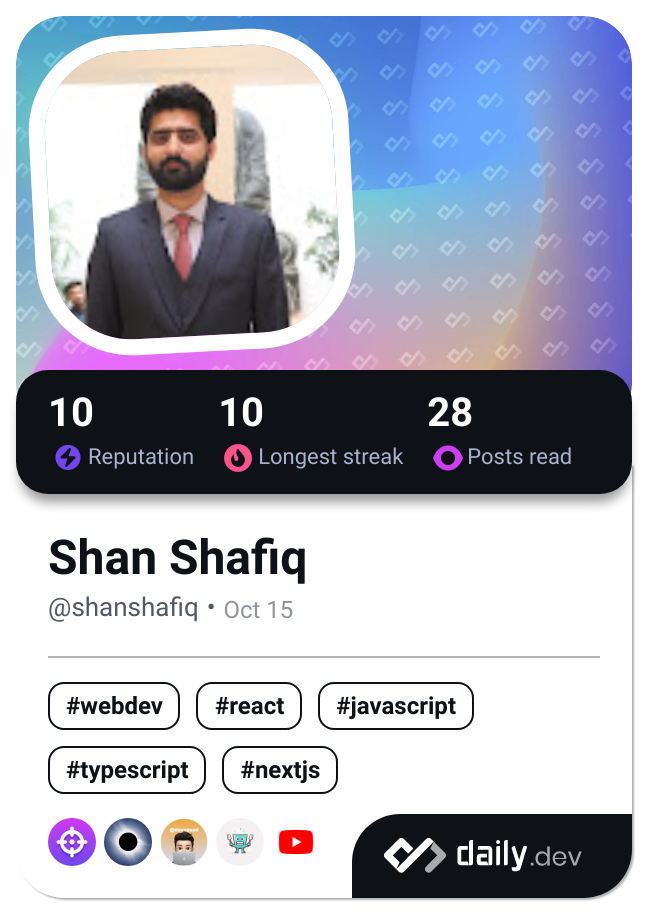 10 10 28
Reputation Longest streak Posts read
Shan Shafiq
@shanshafiq • Oct 15
#webdev #react #javascript
#typescript #nextjs
daily.dev